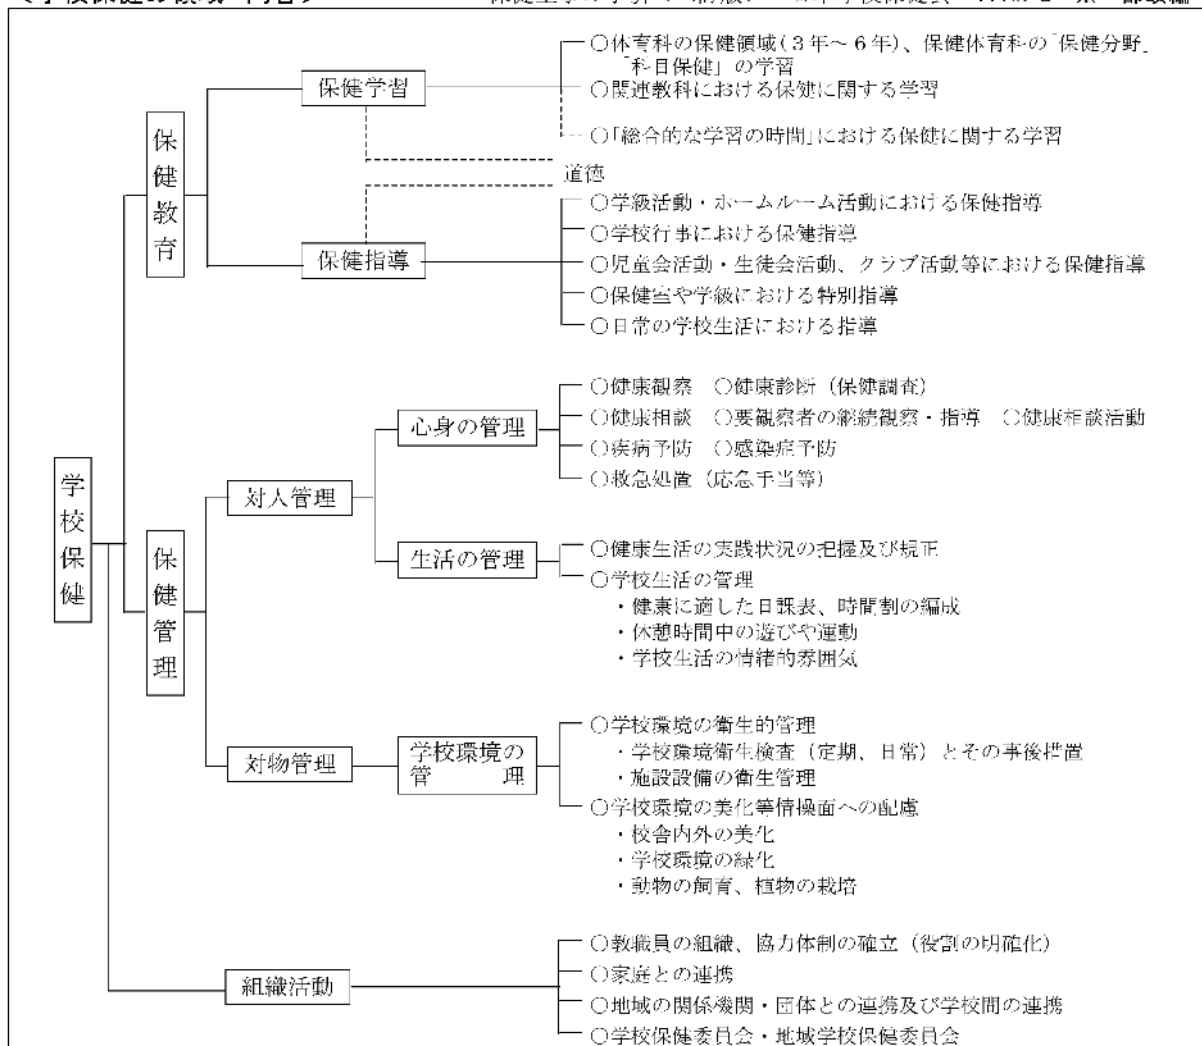 保健学習
○体育科の保健領域(3年～6年)、保健体育科の「保健分野」
「科目保健」の学習
○関連教科における保健に関する学習
○「総合的な学習の時間」における保健に関する学習
道徳
保健教育
保健指導
○学級活動・ホームルーム活動における保健指導
○学校行事における保健指導
○児童会活動・生徒会活動、クラブ活動等における保健指導
○保健室や学級における特別指導
○日常の学校生活における指導
学校保健
保健管理
対人管理
心身の管理
○健康観察 ○健康診断（保健調査）
○健康相談 ○要観察者の継続観察・指導 ○健康相談活動
○疾病予防 ○感染症予防
○救急処置（応急手当等）
生活の管理
○健康生活の実践状況の把握及び規正
○学校生活の管理
・健康に適した日課表、時間割の編成
・休憩時間中の遊びや運動
・学校生活の情緒的雰囲気
対物管理
学校環境の
管 理
○学校環境の衛生的管理
・学校環境衛生検査（定期、日常）とその事後措置
・施設設備の衛生管理
○学校環境の美化等情操面への配慮
・校舎内外の美化
・学校環境の緑化
・動物の飼育、植物の栽培
組織活動
○教職員の組織、協力体制の確立（役割の明確化）
○家庭との連携
○地域の関係機関・団体との連携及び学校間の連携
○学校保健委員会・地域学校保健委員会